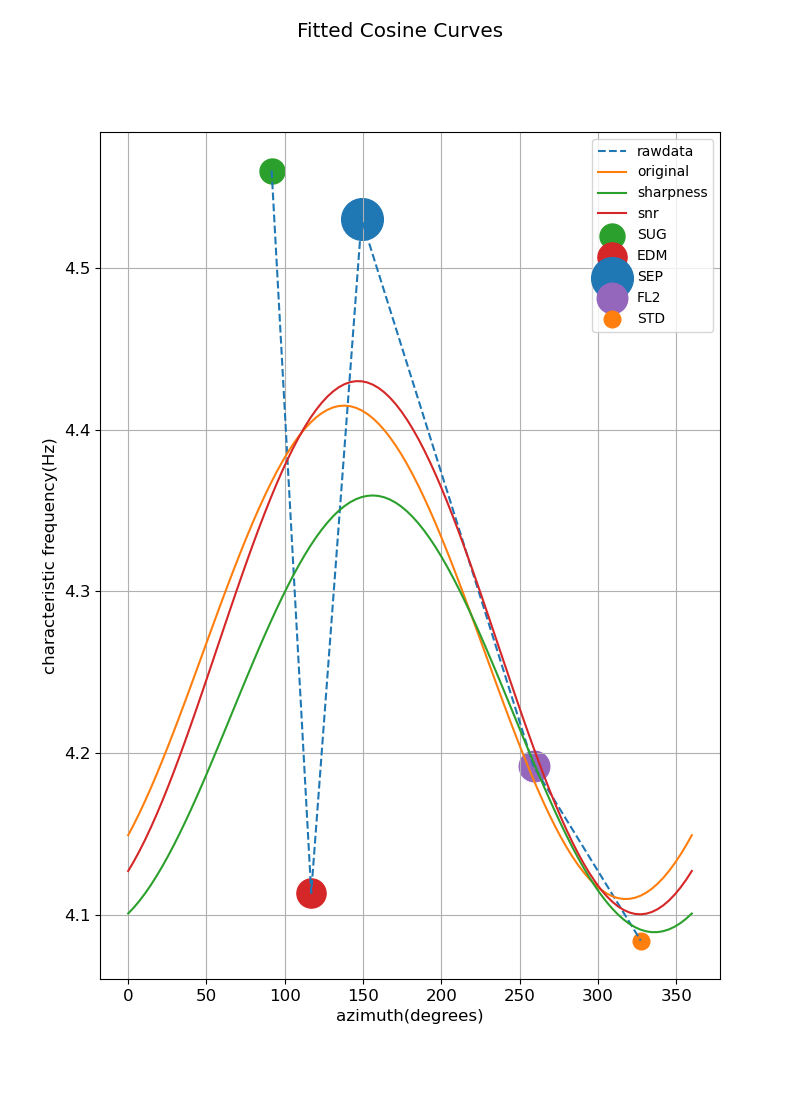 Fitted Cosine Curves
rawdata
original
sharpness
snr
SUG
EDM
SEP
FL2
STD
characteristic frequency(Hz)
4.5
4.4
4.3
4.2
4.1
0 50 100 150 200 250 300 350
azimuth(degrees)